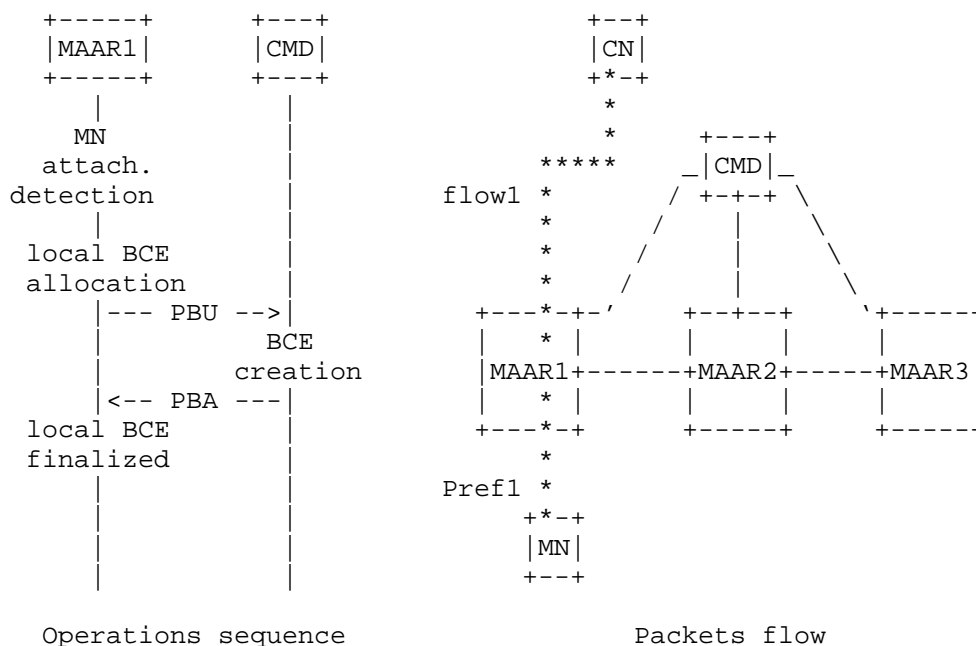 MAAR1 CMD CN
MN
attach. CMD
detection flow1
local BCE
allocation
--- PBU -->
BCE
creation MAAR1 MAAR2 MAAR3
<-- PBA ---
local BCE
finalized
Pref1
MN
Operations sequence Packets flow